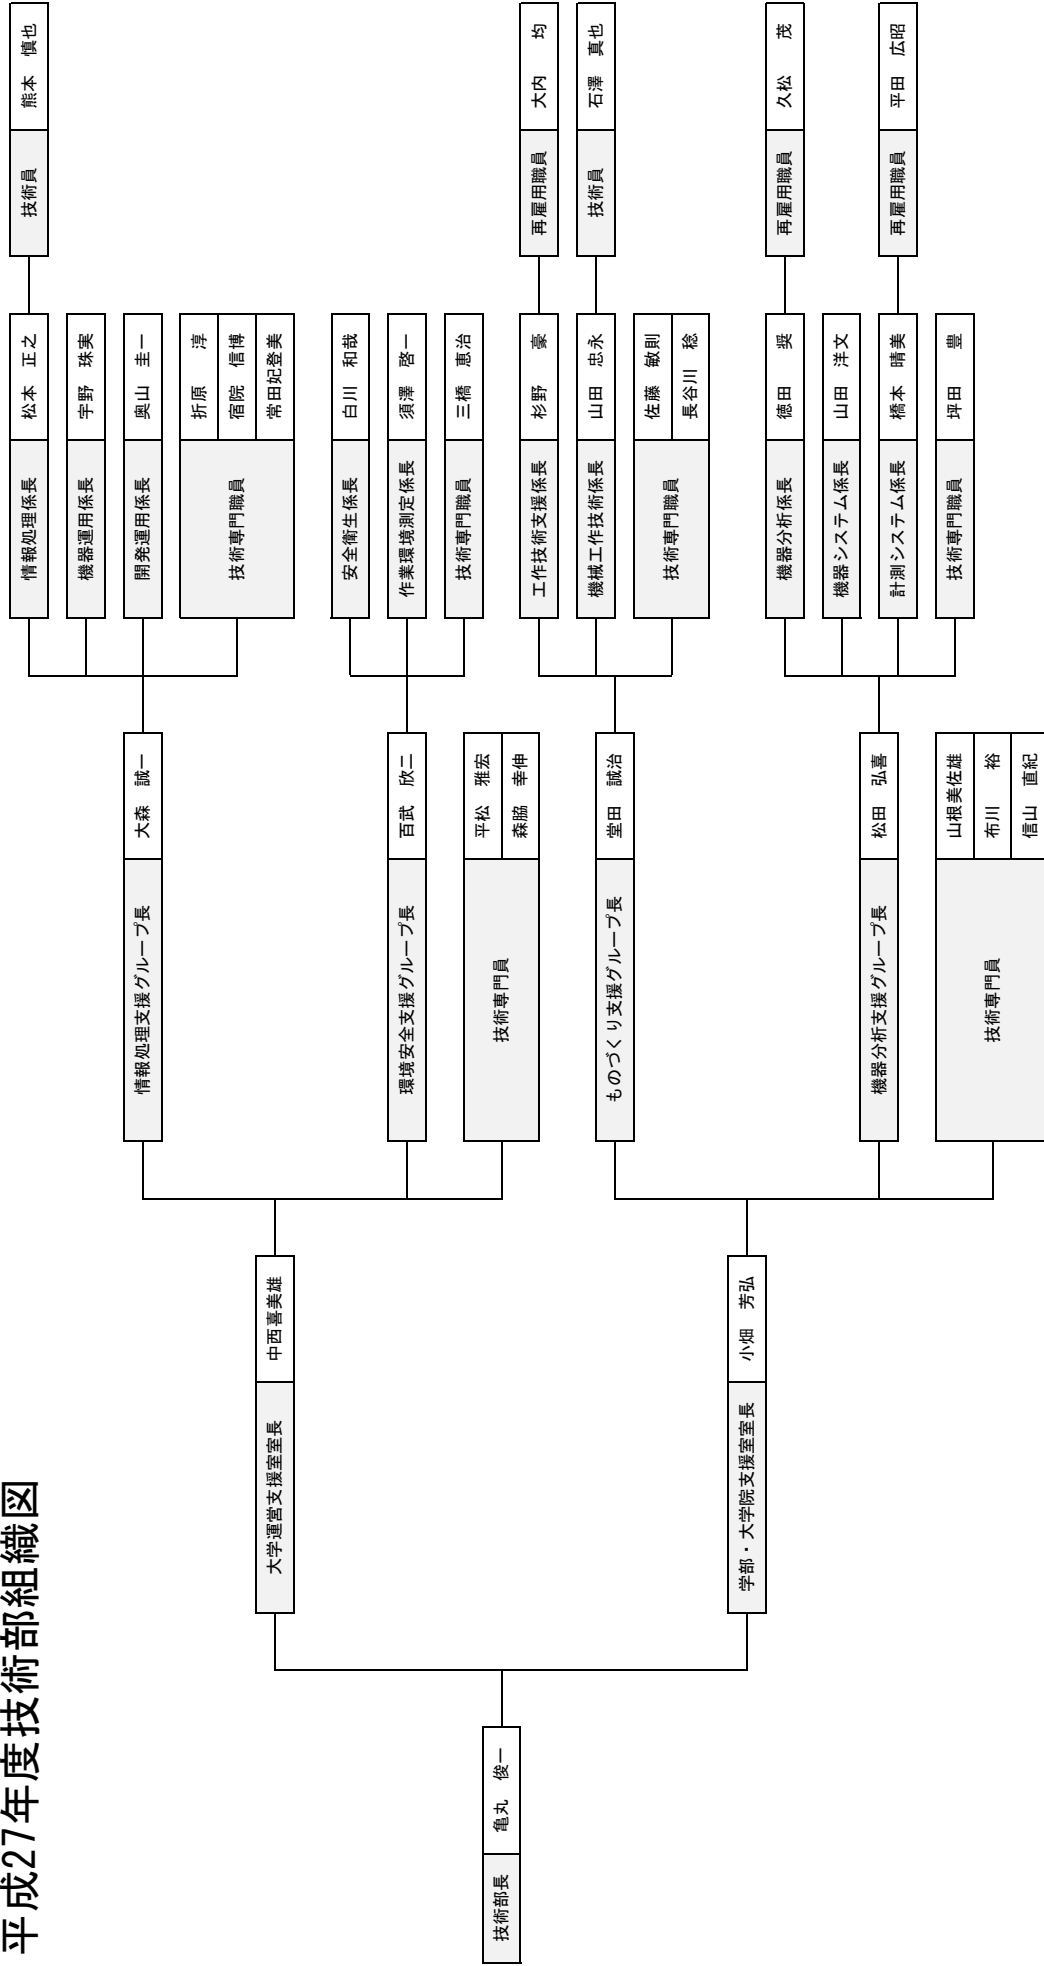 平成27年度技術部組織図
技術部長 亀丸 俊一
大学運営支援室室長 中西喜美雄
情報処理支援グループ長 大森 誠一
情報処理係長 松本 正之
技術員 熊本 慎也
機器運用係長 宇野 珠実
開発運用係長 奥山 圭一
技術専門職員 折原 淳
宿院 信博
常田妃登美
環境安全支援グループ長 百武 欣二
安全衛生係長 白川 和哉
作業環境測定係長 須澤 啓一
技術専門職員 三橋 恵治
技術専門員 平松 雅宏
森脇 幸伸
学部・大学院支援室室長 小畑 芳弘
ものづくり支援グループ長 堂田 誠治
工作技術支援係長 杉野 豪
再雇用職員 大内 均
機械工作技術係長 山田 忠永
技術員 石澤 真也
技術専門職員 佐藤 敏則
長谷川 稔
機器分析支援グループ長 松田 弘喜
機器分析係長 徳田 奨
再雇用職員 久松 茂
機器システム係長 山田 洋文
計測システム係長 橋本 晴美
再雇用職員 平田 広昭
技術専門職員 坪田 豊
技術専門員 山根美佐雄
布川 裕
信山 直紀